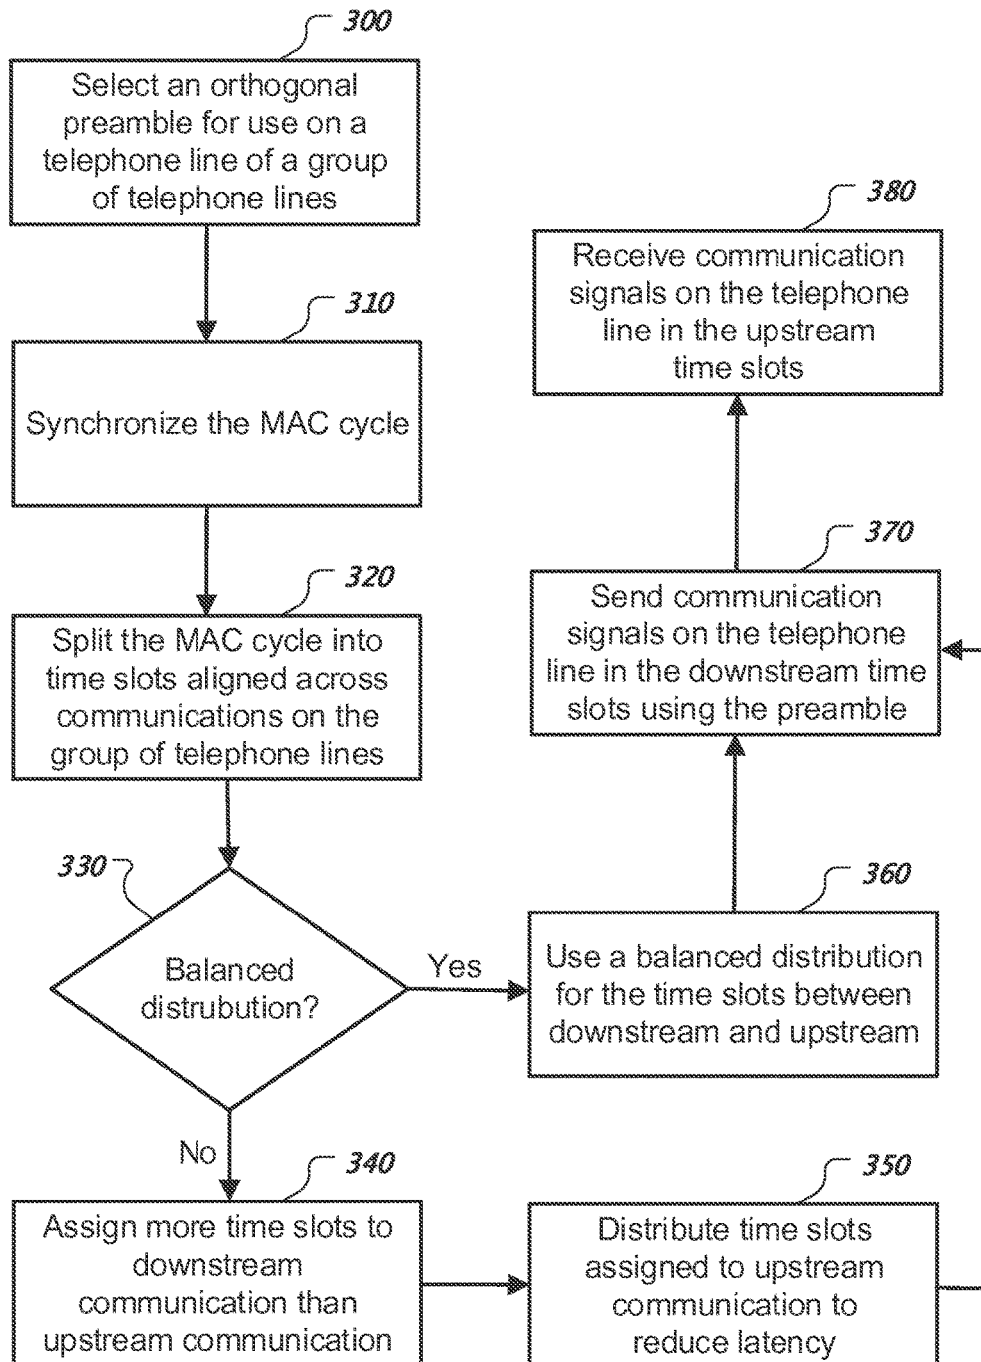 300
Select an orthogonal
preamble for use on a
telephone line of a group
of telephone lines
310
Synchronize the MAC cycle
320
Split the MAC cycle into
time slots aligned across
communications on the
group of telephone lines
330
Balanced
distrubution?
Yes
No
340
Assign more time slots to
downstream
communication than
upstream communication
350
Distribute time slots
assigned to upstream
communication to
reduce latency
360
Use a balanced distribution
for the time slots between
downstream and upstream
370
Send communication
signals on the telephone
line in the downstream time
slots using the preamble
380
Receive communication
signals on the telephone
line in the upstream
time slots